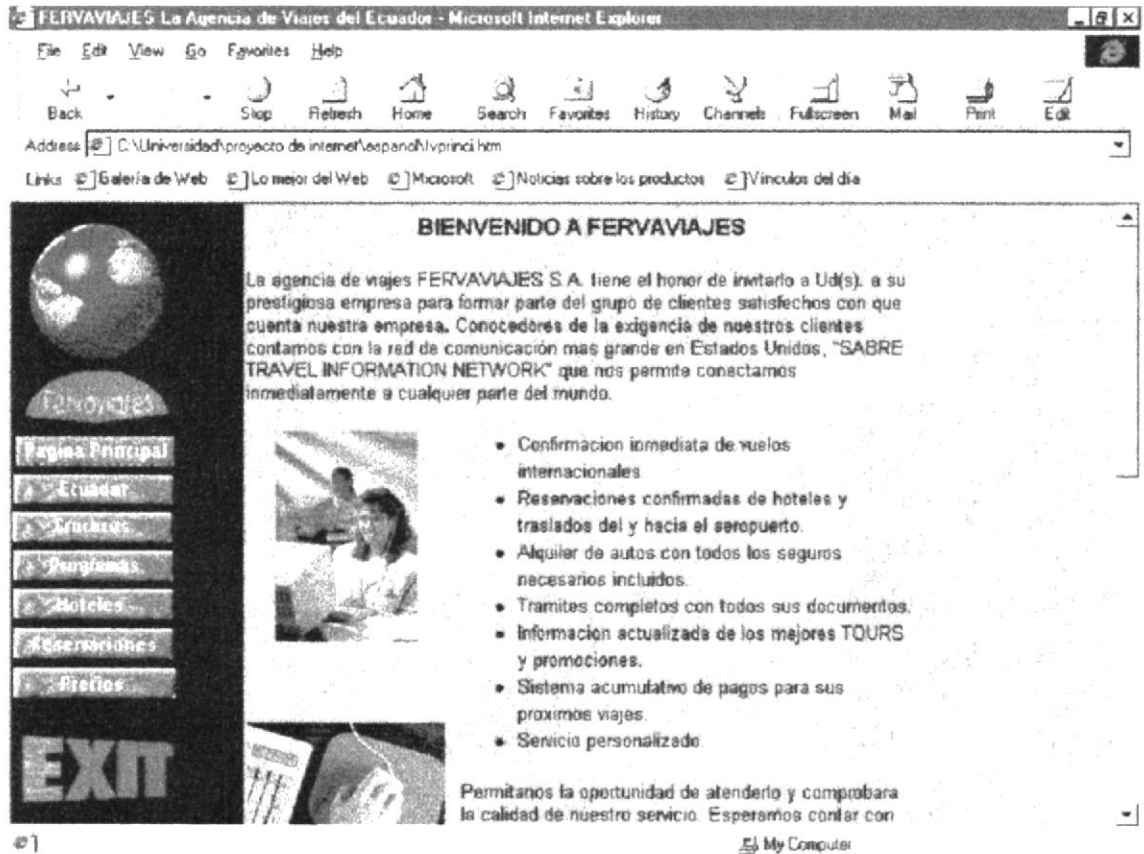 FERVAVIAJES La Agencia de Viajes del Ecuador - Microsoft Internet Explorer
File Edit View Go Favorites Help
Back Stop Refresh Home Search Favorites History Channels Fullscreen Mail Print Edit
Address C:\Universidad\proyecto de internet\espanol\fvprinci.htm
Links Galería de Web Lo mejor del Web Microsoft Noticias sobre los productos Vínculos del día
BIENVENIDO A FERVAVIAJES
La agencia de viajes FERVAVIAJES S.A. tiene el honor de invitarlo a Ud(s). a su
prestigiosa empresa para formar parte del grupo de clientes satisfechos con que
cuenta nuestra empresa. Conocedores de la exigencia de nuestros clientes
contamos con la red de comunicación mas grande en Estados Unidos, "SABRE
TRAVEL INFORMATION NETWORK" que nos permite conectarnos
inmediatamente a cualquier parte del mundo.
Fervaviajes
Pagina Principal
Ecuador
Cruceros
Programas
Hoteles
Reservaciones
Precios
EXIT
• Confirmacion inmediata de vuelos
internacionales
• Reservaciones confirmadas de hoteles y
traslados del y hacia el aeropuerto.
• Alquiler de autos con todos los seguros
necesarios incluidos.
• Tramites completos con todos sus documentos.
• Informacion actualizada de los mejores TOURS
y promociones.
• Sistema acumulativo de pagos para sus
proximos viajes.
• Servicio personalizado.
Permitanos la oportunidad de atenderlo y comprobara
la calidad de nuestro servicio. Esperamos contar con
My Computer